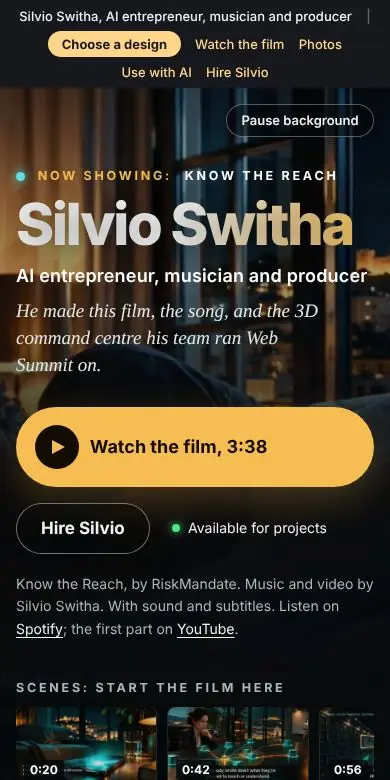 Silvio Switha, AI entrepreneur, musician and producer |
Choose a design Watch the film Photos
Use with AI Hire Silvio
Pause background
NOW SHOWING: KNOW THE REACH
Silvio Switha
AI entrepreneur, musician and producer
He made this film, the song, and the 3D
command centre his team ran Web
Summit on.
Watch the film, 3:38
Hire Silvio Available for projects
Know the Reach, by RiskMandate. Music and video by
Silvio Switha. With sound and subtitles. Listen on
Spotify; the first part on YouTube.
SCENES: START THE FILM HERE
0:20 0:42 0:56